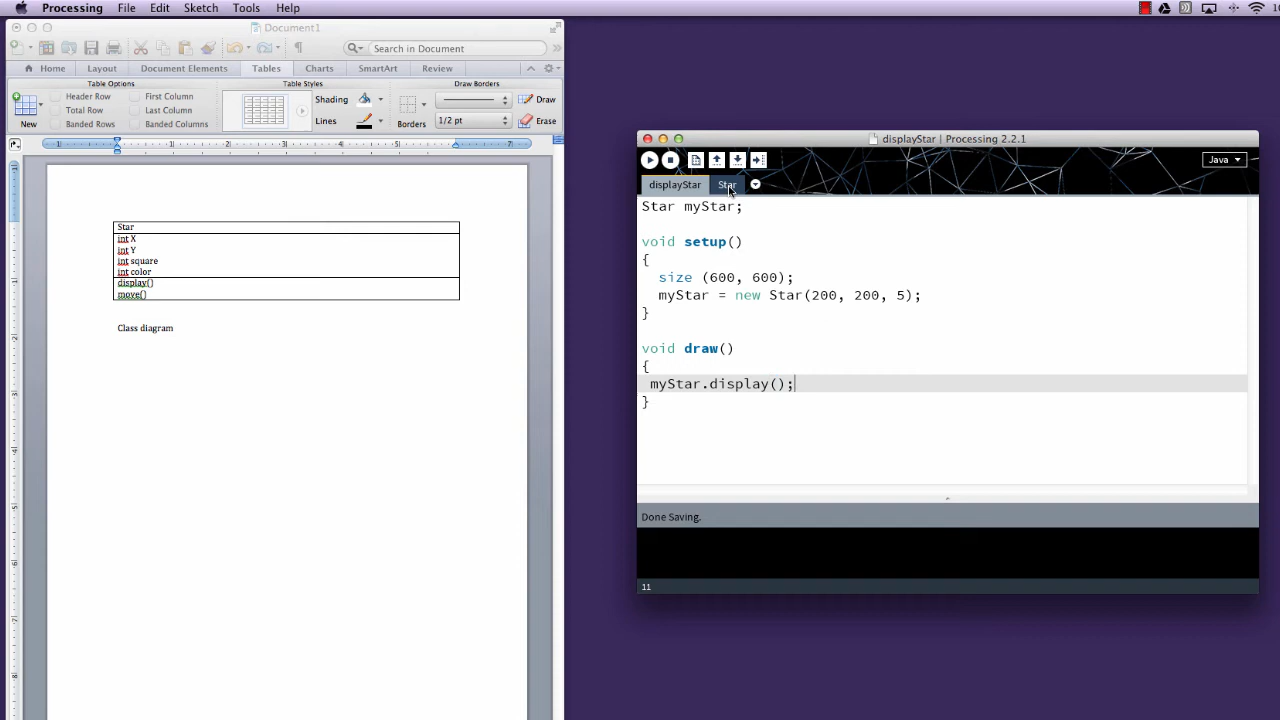 Processing File Edit Sketch Tools Help
Document1
Search in Document
Home Layout Document Elements Tables Charts SmartArt Review
Table Options Table Styles Draw Borders
New
Header Row First Column
Total Row Last Column
Banded Rows Banded Columns
Shading
Lines
Borders
1/2 pt
Draw
Erase
Star
int X
int Y
int square
int color
display()
move()
Class diagram
displayStar | Processing 2.2.1
Java
displayStar Star
Star myStar;
void setup()
{
size (600, 600);
myStar = new Star(200, 200, 5);
}
void draw()
{
myStar.display();
}
Done Saving.
11